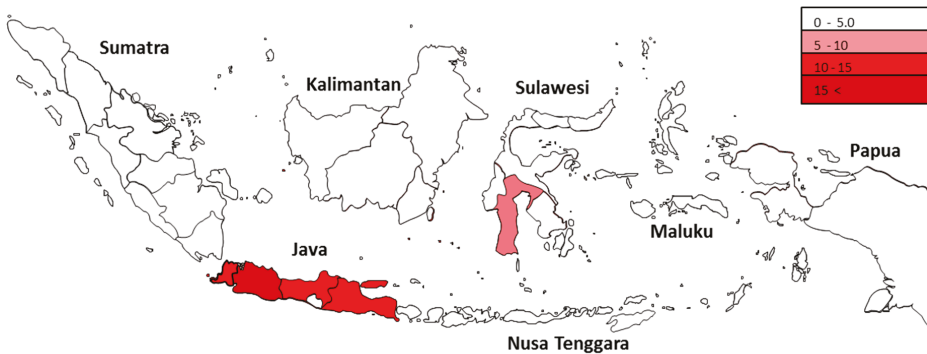 0 - 5.0
5 - 10
10 - 15
15 <
Sumatra
Kalimantan
Sulawesi
Papua
Maluku
Java
Nusa Tenggara